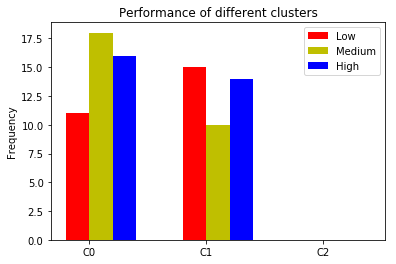 Performance of different clusters
Low
Medium
High
Frequency
17.5
15.0
12.5
10.0
7.5
5.0
2.5
0.0
C0 C1 C2